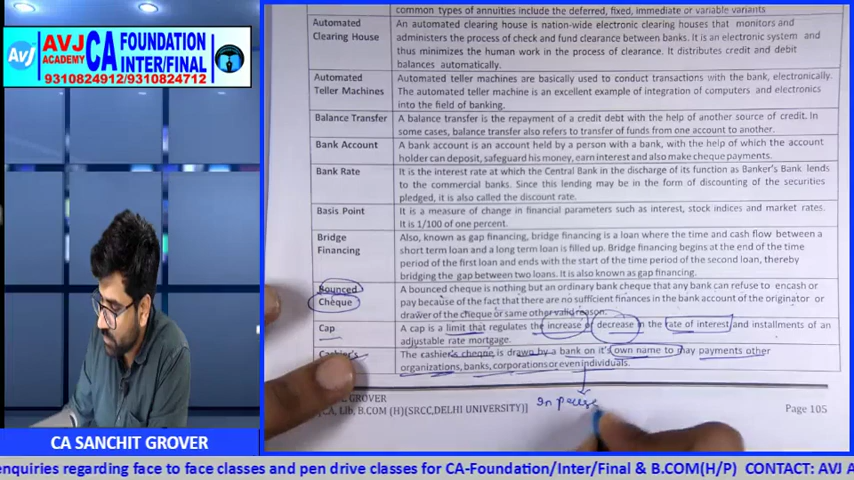 AVJ
ACADEMY
CA
FOUNDATION
INTER/FINAL
9310824912/9310824712
AVJ
common types of annuities include the deferred, fixed, immediate or variable variants
Automated Clearing House
An automated clearing house is nation-wide electronic clearing houses that monitors and
administers the process of check and fund clearance between banks. It is an electronic system and
thus minimizes the human work in the process of clearance. It distributes credit and debit
balances automatically.
Automated Teller Machines
Automated teller machines are basically used to conduct transactions with the bank, electronically.
The automated teller machine is an excellent example of integration of computers and electronics
into the field of banking.
Balance Transfer
A balance transfer is the repayment of a credit debt with the help of another source of credit. In
some cases, balance transfer also refers to transfer of funds from one account to another.
Bank Account
A bank account is an account held by a person with a bank, with the help of which the account
holder can deposit, safeguard his money, earn interest and also make cheque payments.
Bank Rate
It is the interest rate at which the Central Bank in the discharge of its function as Banker's Bank lends
to the commercial banks. Since this lending may be in the form of discounting of the securities
pledged, it is also called the discount rate.
Basis Point
It is a measure of change in financial parameters such as interest, stock indices and market rates.
It is 1/100 of one percent.
Bridge Financing
Also, known as gap financing, bridge financing is a loan where the time and cash flow between a
short term loan and a long term loan is filled up. Bridge financing begins at the end of the time
period of the first loan and ends with the start of the time period of the second loan, thereby
bridging the gap between two loans. It is also known as gap financing.
Bounced Cheque
A bounced cheque is nothing but an ordinary bank cheque that any bank can refuse to encash or
pay because of the fact that there are no sufficient finances in the bank account of the originator or
drawer of the cheque or same other valid reason.
Cap
A cap is a limit that regulates the increase or decrease in the rate of interest and installments of an
adjustable rate mortgage.
Cashier's
The cashier's cheque is drawn by a bank on it's own name to may payments other
organizations, banks, corporations or even individuals.
In
GROVER
[CA, Lib, B.COM (H)(SRCC,DELHI UNIVERSITY)]
Page 105
CA SANCHIT GROVER
enquiries regarding face to face classes and pen drive classes for CA-Foundation/Inter/Final & B.COM(H/P) CONTACT: AVJ A